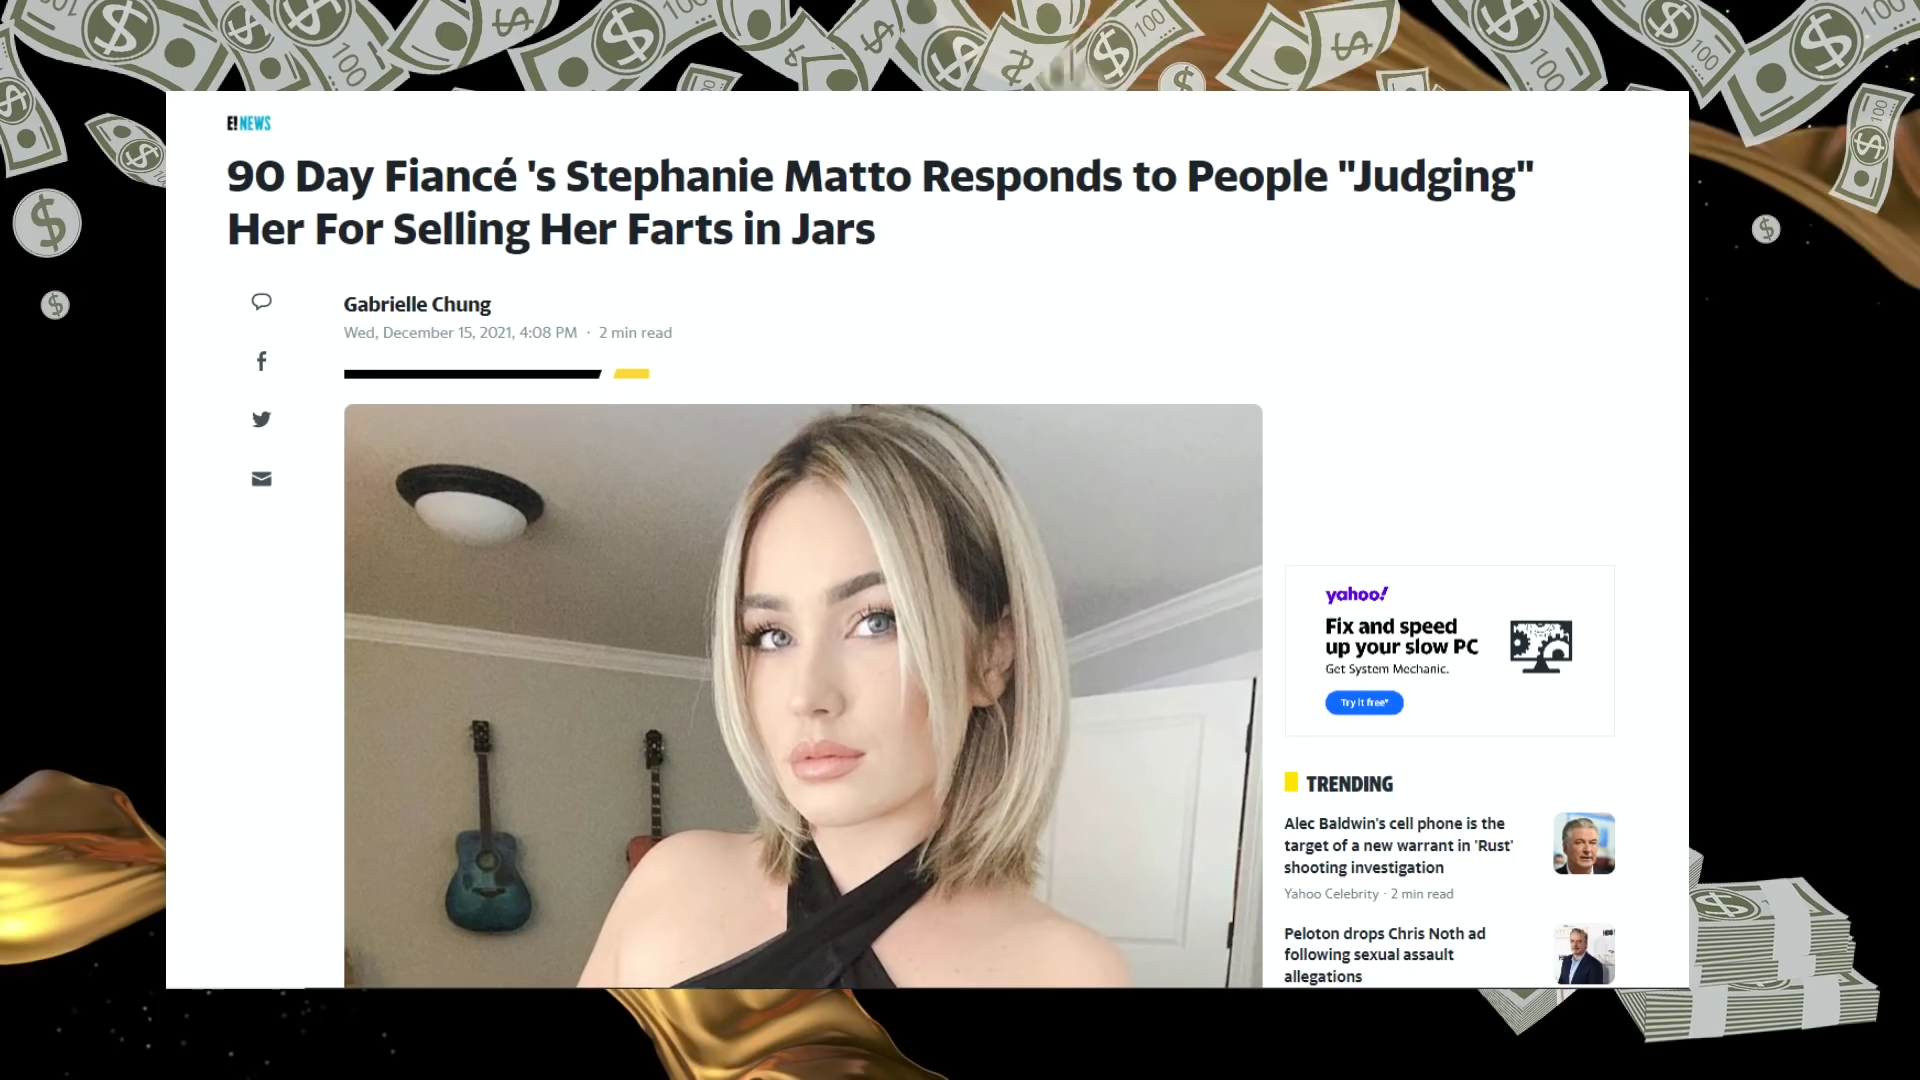 E! NEWS
90 Day Fiancé 's Stephanie Matto Responds to People "Judging"
Her For Selling Her Farts in Jars
Gabrielle Chung
Wed, December 15, 2021, 4:08 PM · 2 min read
yahoo!
Fix and speed
up your slow PC
Get System Mechanic.
Try it free*
TRENDING
Alec Baldwin's cell phone is the
target of a new warrant in 'Rust'
shooting investigation
Yahoo Celebrity · 2 min read
Peloton drops Chris Noth ad
following sexual assault
allegations